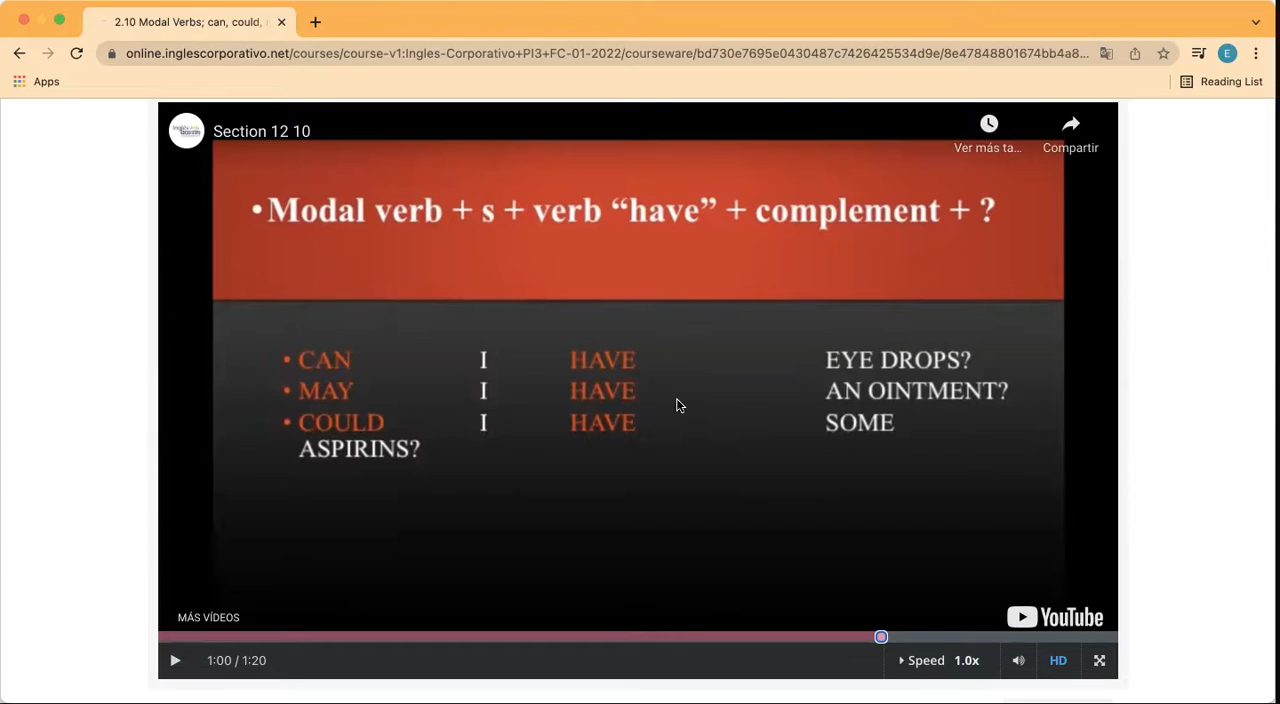 2.10 Modal Verbs; can, could,
online.inglescorporativo.net/courses/course-v1:Ingles-Corporativo+PI3+FC-01-2022/courseware/bd730e7695e0430487c7426425534d9e/8e47848801674bb4a8...
E
Apps
Reading List
Section 12 10
Ver más ta...
Compartir
•Modal verb + s + verb “have” + complement + ?
• CAN I HAVE EYE DROPS?
• MAY I HAVE AN OINTMENT?
• COULD I HAVE SOME
ASPIRINS?
MÁS VÍDEOS
YouTube
1:00 / 1:20
Speed 1.0x
HD